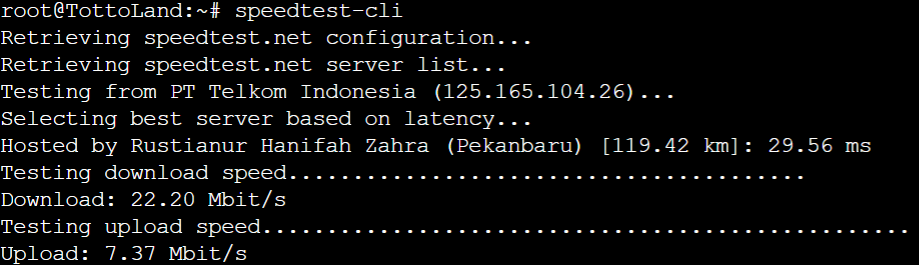 root@TottoLand:~# speedtest-cli
Retrieving speedtest.net configuration...
Retrieving speedtest.net server list...
Testing from PT Telkom Indonesia (125.165.104.26)...
Selecting best server based on latency...
Hosted by Rustianur Hanifah Zahra (Pekanbaru) [119.42 km]: 29.56 ms
Testing download speed.......................................
Download: 22.20 Mbit/s
Testing upload speed.................................................
Upload: 7.37 Mbit/s